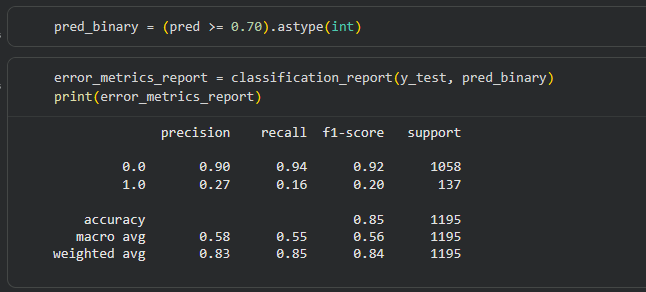 pred_binary = (pred >= 0.70).astype(int)
error_metrics_report = classification_report(y_test, pred_binary)
print(error_metrics_report)
precision recall f1-score support
0.0 0.90 0.94 0.92 1058
1.0 0.27 0.16 0.20 137
accuracy 0.85 1195
macro avg 0.58 0.55 0.56 1195
weighted avg 0.83 0.85 0.84 1195